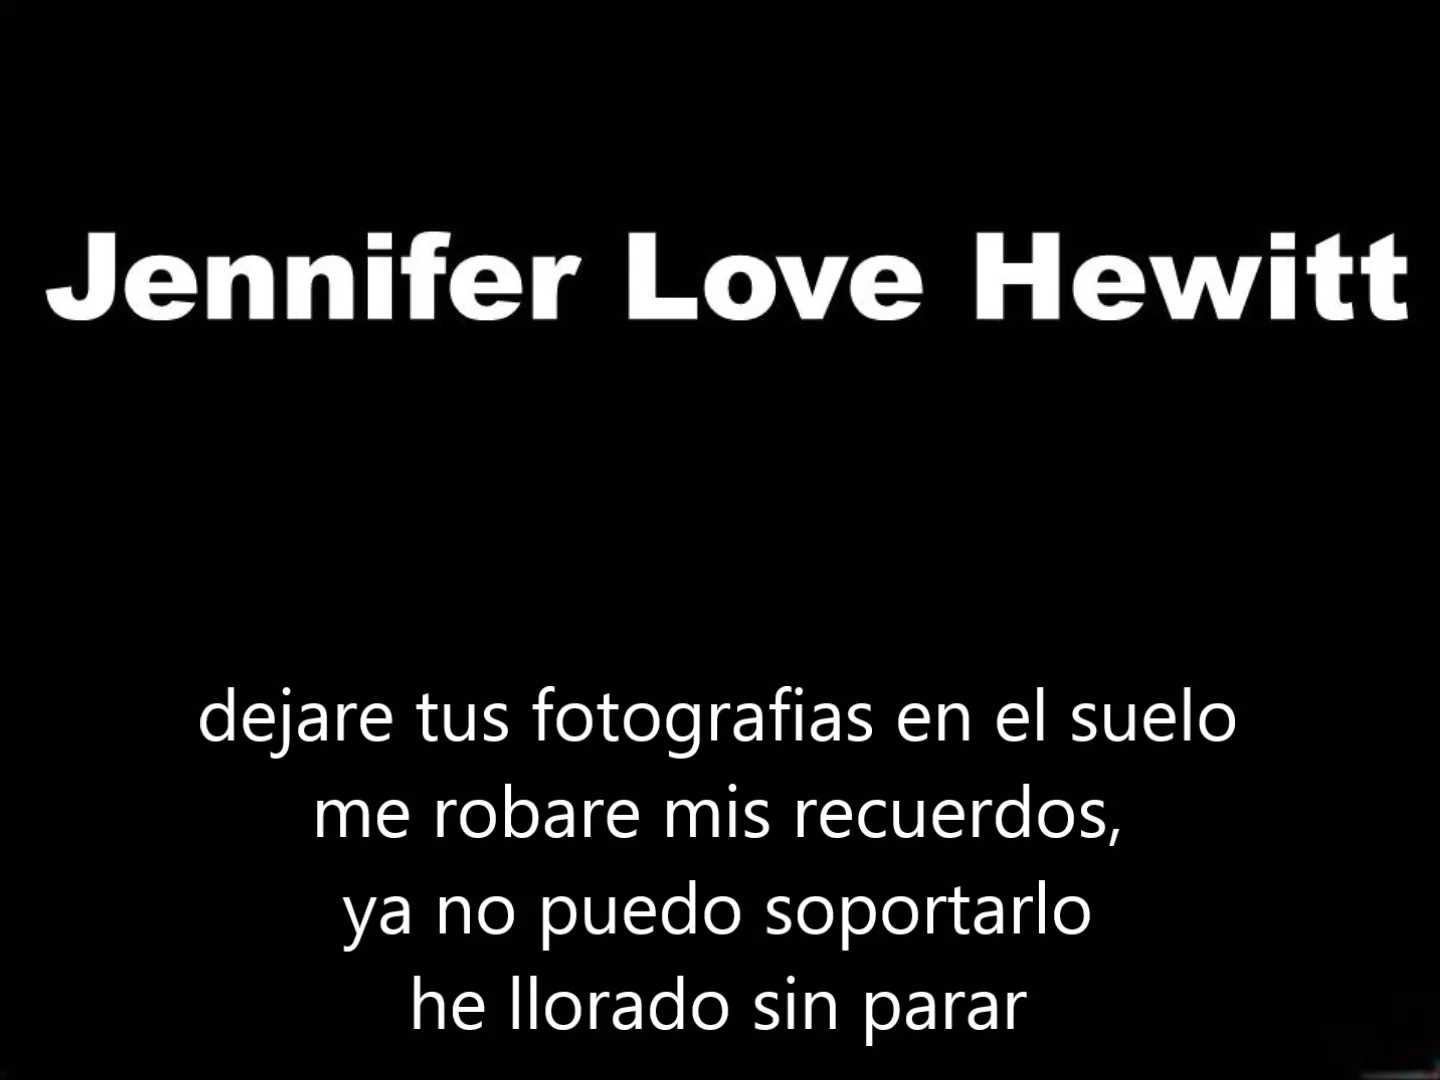 Jennifer Love Hewitt
dejare tus fotografias en el suelo
me robare mis recuerdos,
ya no puedo soportarlo
he llorado sin parar